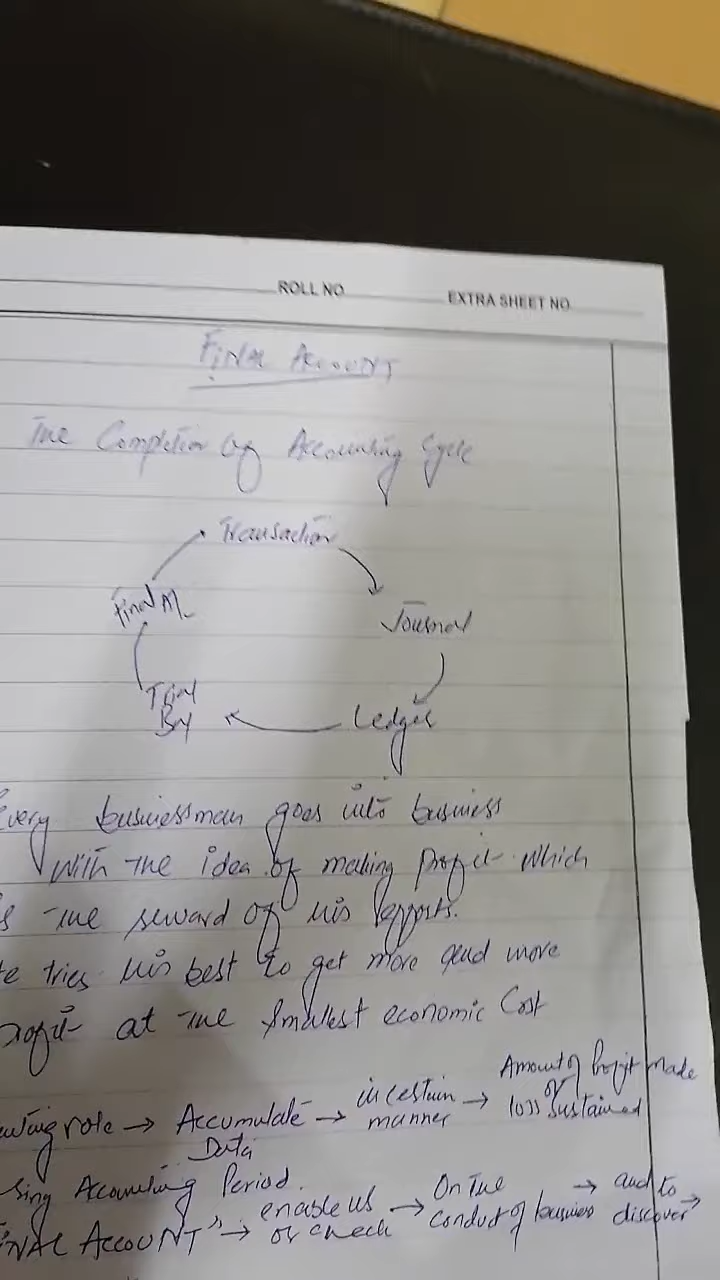 ROLL NO. EXTRA SHEET NO.
FINAL ACCOUNT
The Completion of Accounting Cycle
Transaction
Final A/c
Journal
Trial
Bal
Ledger
Every businessman goes into business
with the idea of making profit which
is the reward of his efforts.
He tries his best to get more and more
profit at the smallest economic cost
Amount of Profit made
role → Accumulate → in certain → or
Data manner loss sustained
Accounting Period.
FINAL ACCOUNT" → enable us → On the → and to →
or check conduct of business discover